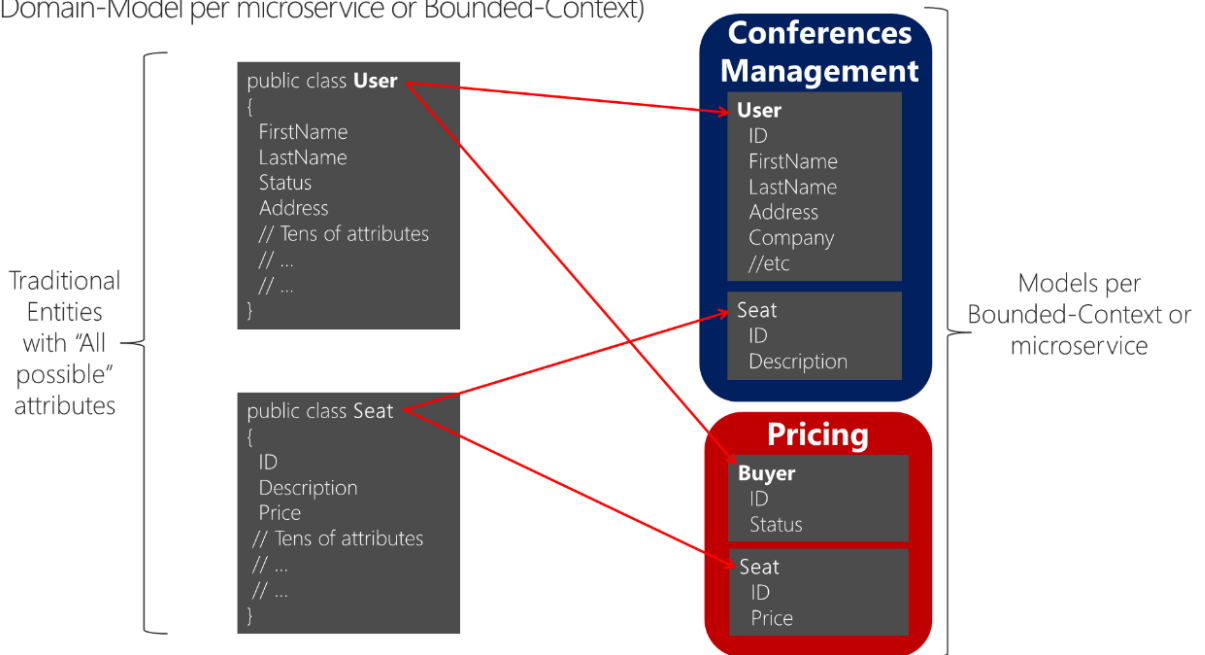 Domain-Model per microservice or Bounded-Context)
Traditional
Entities
with “All
possible”
attributes
public class User
{
FirstName
LastName
Status
Address
// Tens of attributes
// ...
// ...
}
public class Seat
{
ID
Description
Price
// Tens of attributes
// ...
// ...
}
Conferences
Management
User
ID
FirstName
LastName
Address
Company
//etc
Seat
ID
Description
Pricing
Buyer
ID
Status
Seat
ID
Price
Models per
Bounded-Context or
microservice